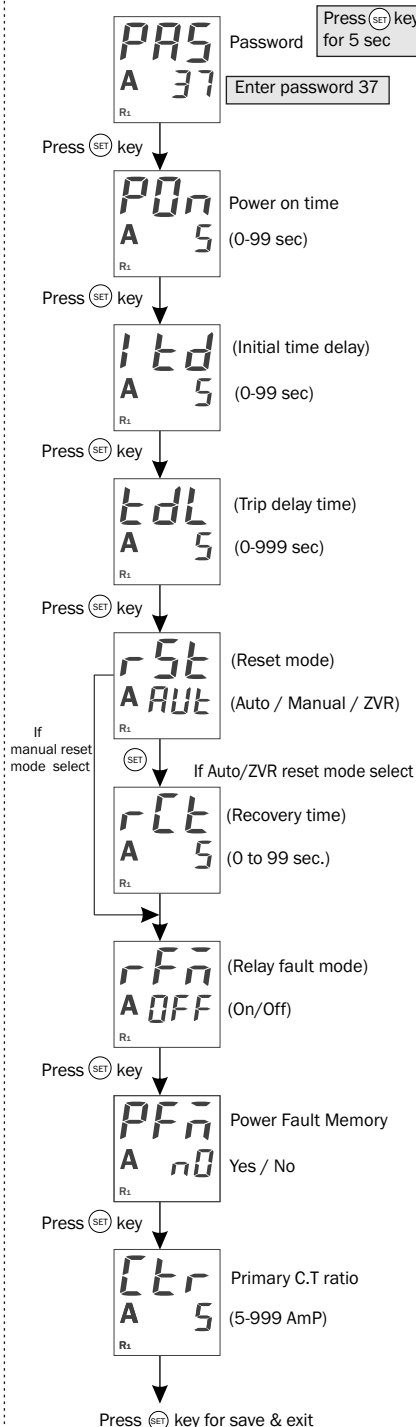 Press SET key
for 5 sec
PAS
Password
A 37
Enter password 37
R1
Press SET key
POn
Power on time
A 5
(0-99 sec)
R1
Press SET key
Itd
(Initial time delay)
A 5
(0-99 sec)
R1
Press SET key
tdL
(Trip delay time)
A 5
(0-999 sec)
R1
Press SET key
rSt
(Reset mode)
A AUt
(Auto / Manual / ZVR)
R1
If
manual reset
mode select
SET
If Auto/ZVR reset mode select
rCt
(Recovery time)
A 5
(0 to 99 sec.)
R1
rFm
(Relay fault mode)
A OFF
(On/Off)
R1
Press SET key
PFm
Power Fault Memory
A nO
Yes / No
R1
Press SET key
Ctr
Primary C.T ratio
A 5
(5-999 AmP)
R1
Press SET key for save & exit